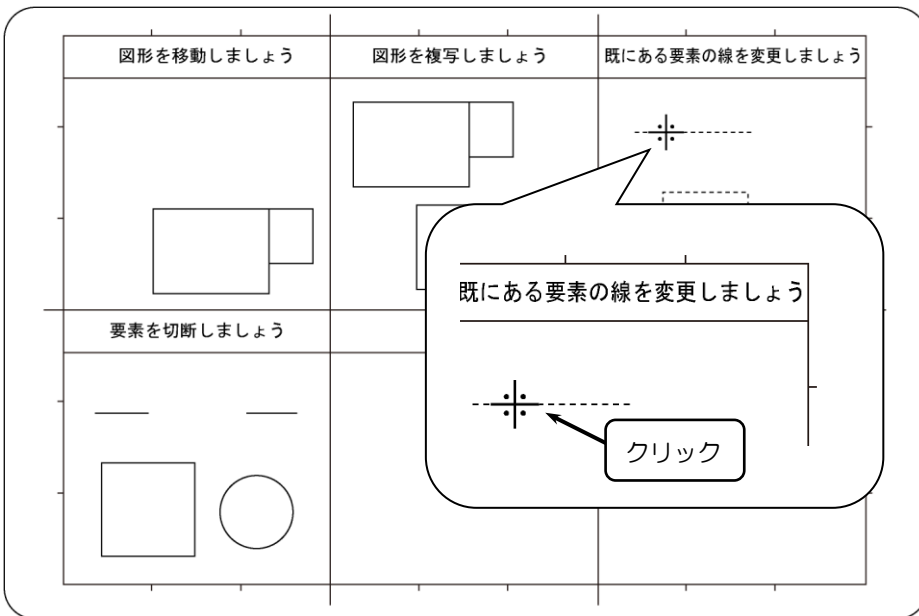 図形を移動しましょう
図形を複写しましょう
既にある要素の線を変更しましょう
既にある要素の線を変更しましょう
クリック
要素を切断しましょう